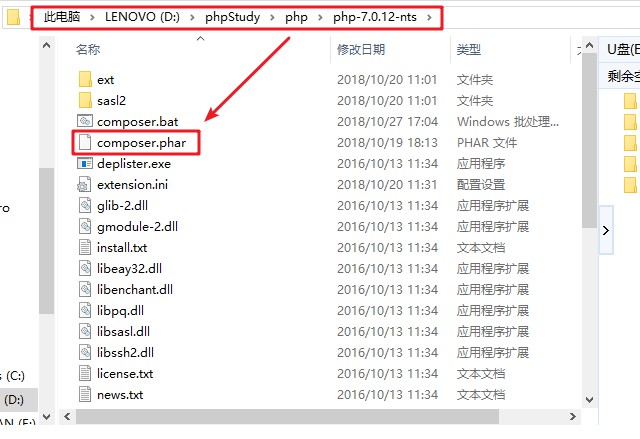 此电脑 > LENOVO (D:) > phpStudy > php > php-7.0.12-nts >
名称 修改日期 类型
ext 2018/10/20 11:01 文件夹
sasl2 2018/10/20 11:01 文件夹
composer.bat 2018/10/27 17:04 Windows 批处理...
composer.phar 2018/10/19 18:13 PHAR 文件
deplister.exe 2016/10/13 11:34 应用程序
extension.ini 2018/10/20 11:31 配置设置
glib-2.dll 2016/10/13 11:34 应用程序扩展
gmodule-2.dll 2016/10/13 11:34 应用程序扩展
install.txt 2016/10/13 11:34 文本文档
libeay32.dll 2016/10/13 11:34 应用程序扩展
libenchant.dll 2016/10/13 11:34 应用程序扩展
libpq.dll 2016/10/13 11:34 应用程序扩展
libsasl.dll 2016/10/13 11:34 应用程序扩展
libssh2.dll 2016/10/13 11:34 应用程序扩展
license.txt 2016/10/13 11:34 文本文档
news.txt 2016/10/13 11:34 文本文档
ro
s (C:)
(D:)
AN (E:)
U盘(E
剩余空